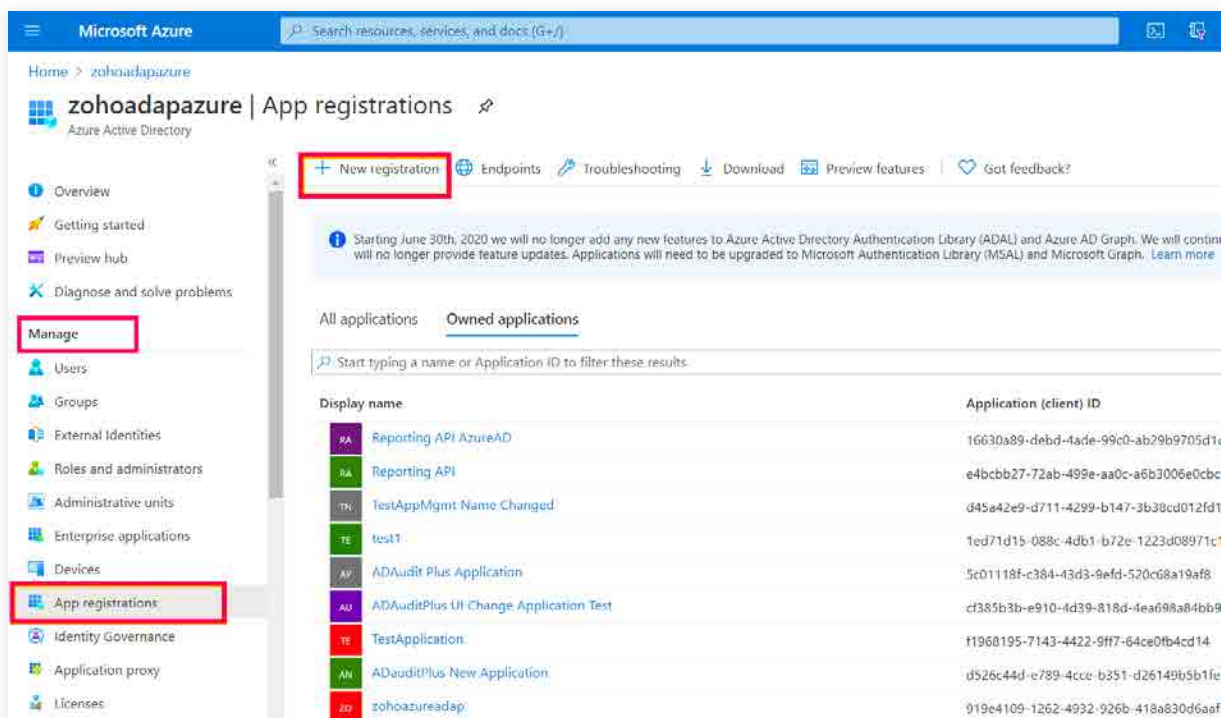 Microsoft Azure
Search resources, services, and docs (G+/)
Home > zohoadapazure
zohoadapazure | App registrations
Azure Active Directory
New registration
Endpoints
Troubleshooting
Download
Preview features
Got feedback?
Overview
Getting started
Preview hub
Diagnose and solve problems
Manage
Users
Groups
External Identities
Roles and administrators
Administrative units
Enterprise applications
Devices
App registrations
Identity Governance
Application proxy
Licenses
Starting June 30th, 2020 we will no longer add any new features to Azure Active Directory Authentication Library (ADAL) and Azure AD Graph. We will continu
will no longer provide feature updates. Applications will need to be upgraded to Microsoft Authentication Library (MSAL) and Microsoft Graph. Learn more
All applications Owned applications
Start typing a name or Application ID to filter these results
Display name Application (client) ID
RA Reporting API AzureAD 16630a89-debd-4ade-99c0-ab29b9705d1
RA Reporting API e4bcbb27-72ab-499e-aa0c-a6b3006e0cbc
TN TestAppMgmt Name Changed d45a42e9-d711-4299-b147-3b38cd012fd1
TE test1 1ed71d15-088c-4db1-b72e-1223d08971c
AV ADAudit Plus Application 5c01118f-c384-43d3-9efd-520c68a19af8
AU ADAuditPlus UI Change Application Test cf385b3b-e910-4d39-818d-4ea698a84bb9
TE TestApplication f1968195-7143-4422-9ff7-64ce0fb4cd14
AN ADauditPlus New Application d526c44d-e789-4cce-b351-d26149b5b1fe
ZO zohoazureadap 919e4109-1262-4932-926b-418a830d6aaf